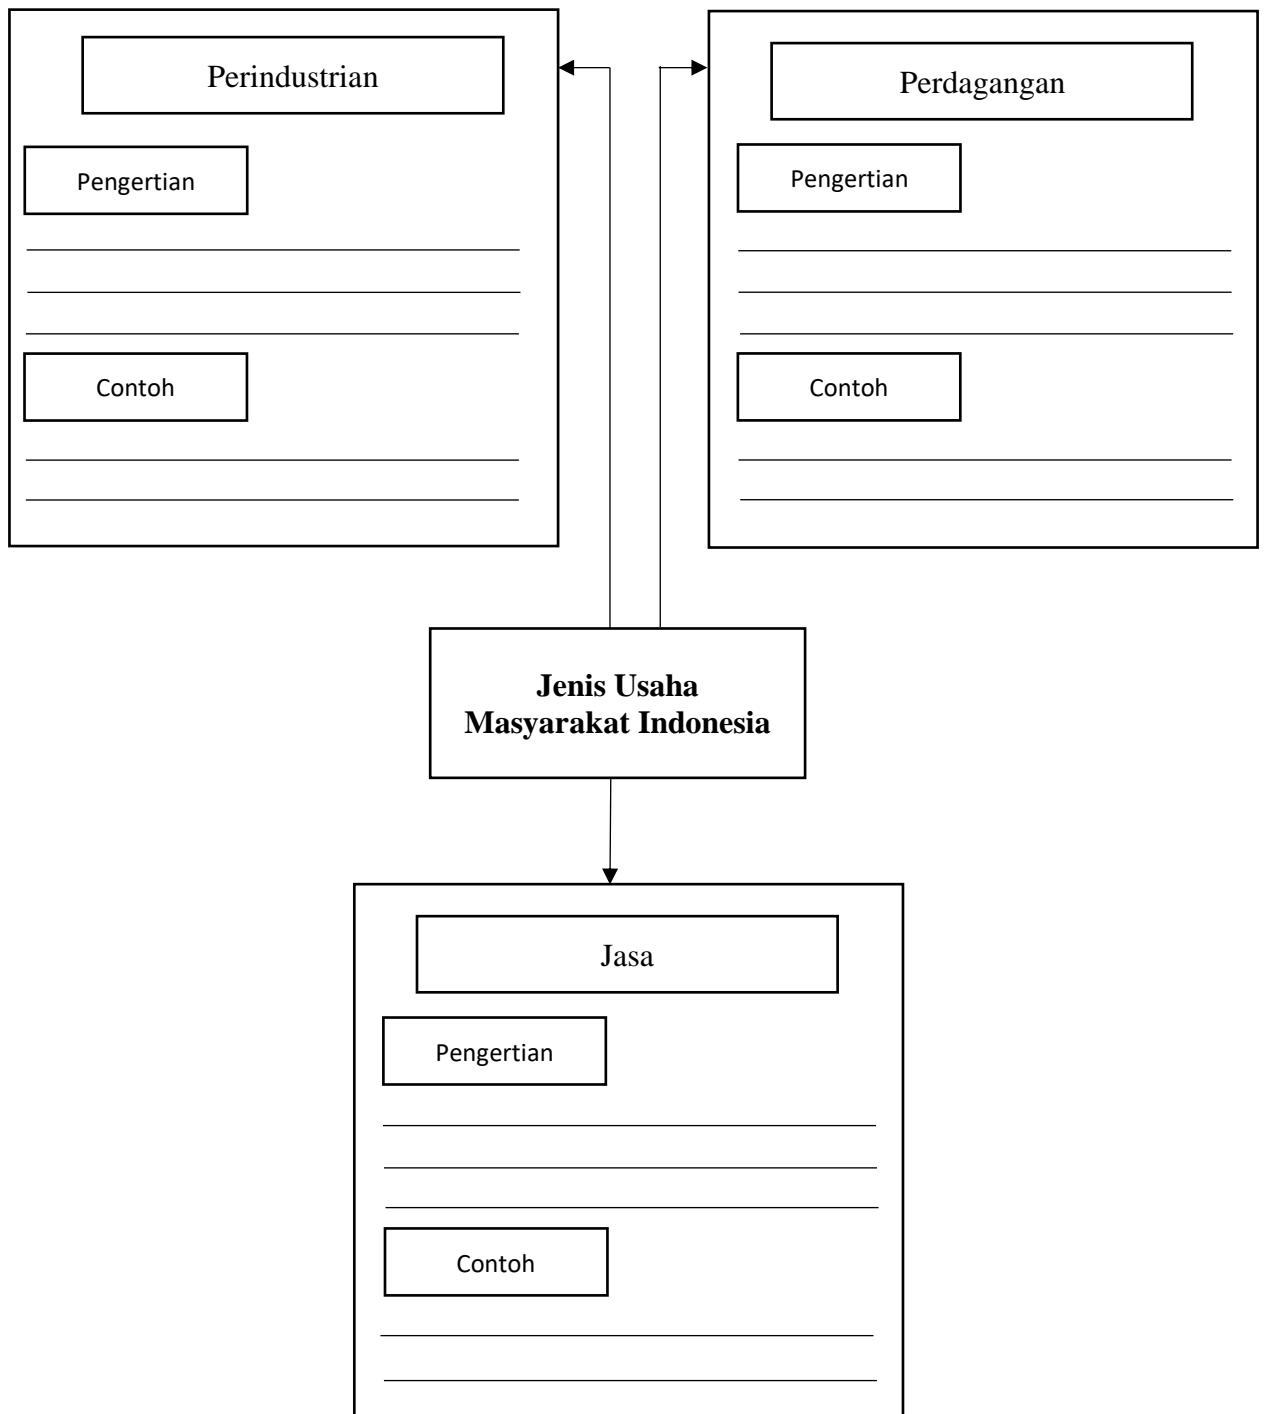 Perindustrian
Pengertian
Contoh
Perdagangan
Pengertian
Contoh
Jenis Usaha
Masyarakat Indonesia
Jasa
Pengertian
Contoh